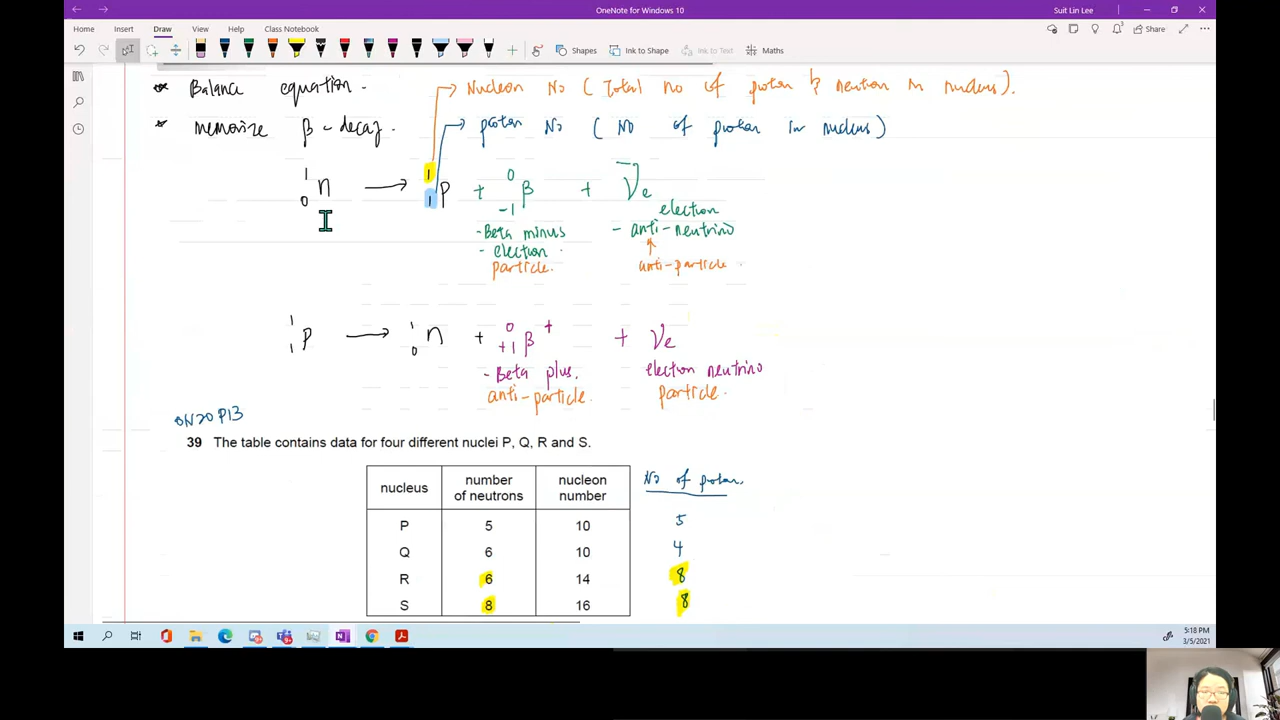 OneNote for Windows 10
Suit Lin Lee
Home Insert Draw View Help Class Notebook
Share
Shapes Ink to Shape Ink to Text Maths
* Balance equation.
Nucleon No (Total no of proton & neutron in nucleus).
* memorize β-decay.
proton No (No of proton in nucleus)
1 0 n → 1 1 P + 0 -1 β + ν̄e
- Beta minus
- electron
particle.
electron
- anti-neutrino
anti-particle.
1 1 P → 1 0 n + 0 +1 β+ + νe
- Beta plus.
anti-particle.
electron neutrino
particle.
ON20 P13
39 The table contains data for four different nuclei P, Q, R and S.
nucleus number of neutrons nucleon number No of proton.
P 5 10 5
Q 6 10 4
R 6 14 8
S 8 16 8
5:18 PM
3/5/2021